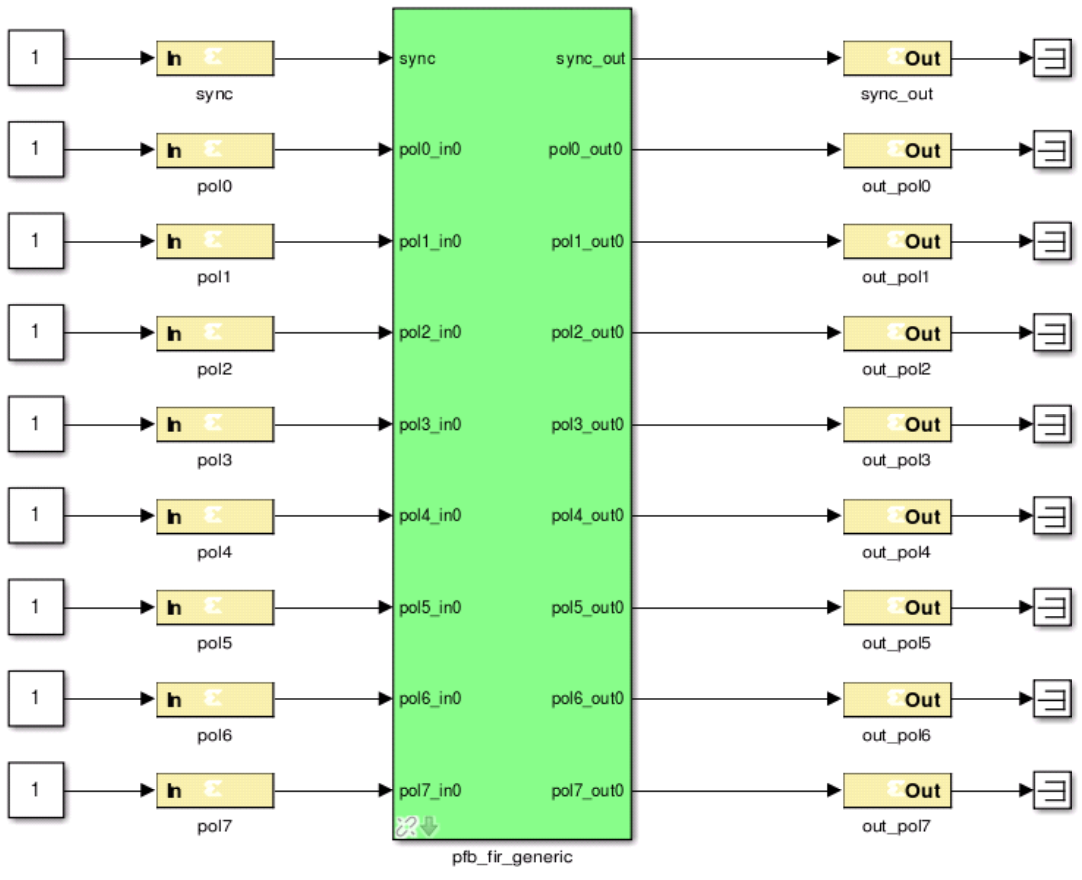 1 In sync sync_out Out
sync sync_out
1 In pol0_in0 pol0_out0 Out
pol0 out_pol0
1 In pol1_in0 pol1_out0 Out
pol1 out_pol1
1 In pol2_in0 pol2_out0 Out
pol2 out_pol2
1 In pol3_in0 pol3_out0 Out
pol3 out_pol3
1 In pol4_in0 pol4_out0 Out
pol4 out_pol4
1 In pol5_in0 pol5_out0 Out
pol5 out_pol5
1 In pol6_in0 pol6_out0 Out
pol6 out_pol6
1 In pol7_in0 pol7_out0 Out
pol7 out_pol7
pfb_fir_generic